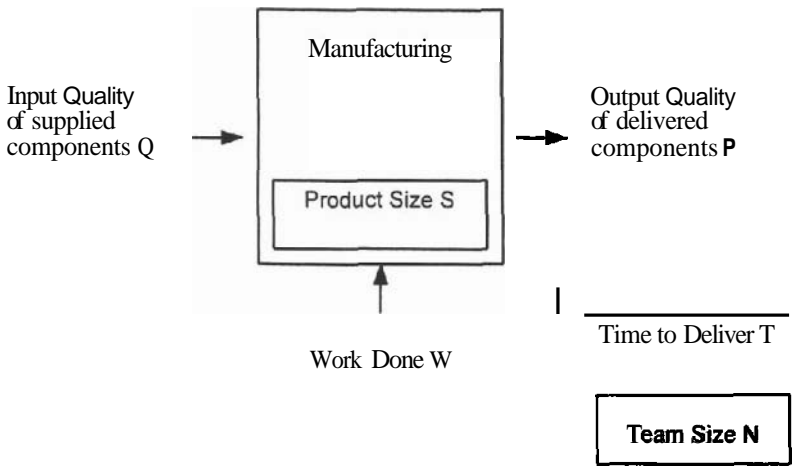 Manufacturing
Input Quality
of supplied
components Q
Output Quality
of delivered
components P
Product Size S
Time to Deliver T
Work Done W
Team Size N